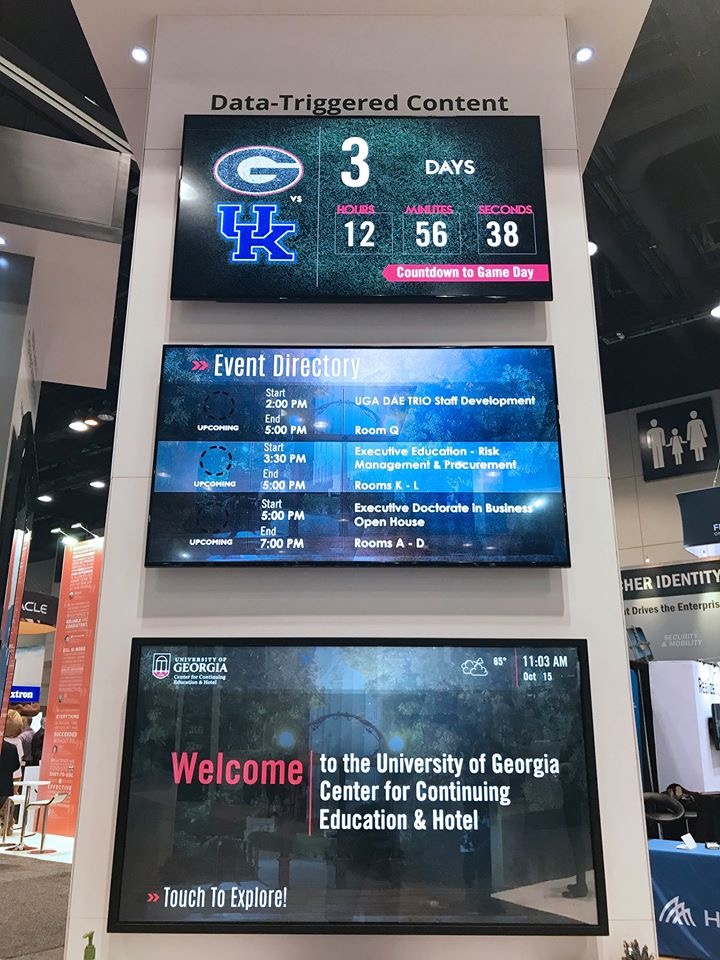 Data-Triggered Content
G
VS
UK
3 DAYS
HOURS MINUTES SECONDS
12 56 38
Countdown to Game Day
Event Directory
UPCOMING
Start
2:00 PM
End
5:00 PM
UGA DAE TRIO Staff Development
Room Q
UPCOMING
Start
3:30 PM
End
5:00 PM
Executive Education - Risk
Management & Procurement
Rooms K - L
UPCOMING
Start
5:00 PM
End
7:00 PM
Executive Doctorate in Business
Open House
Rooms A - D
UNIVERSITY OF
GEORGIA
Center for Continuing
Education & Hotel
85°
11:03 AM
Oct 15
Welcome
to the University of Georgia
Center for Continuing
Education & Hotel
Touch To Explore!
ACLE
xtron
EVERYTHING
SUCCEEDED
HER IDENTITY
t Drives the Enterpris
SECURITY
& MOBILITY
H